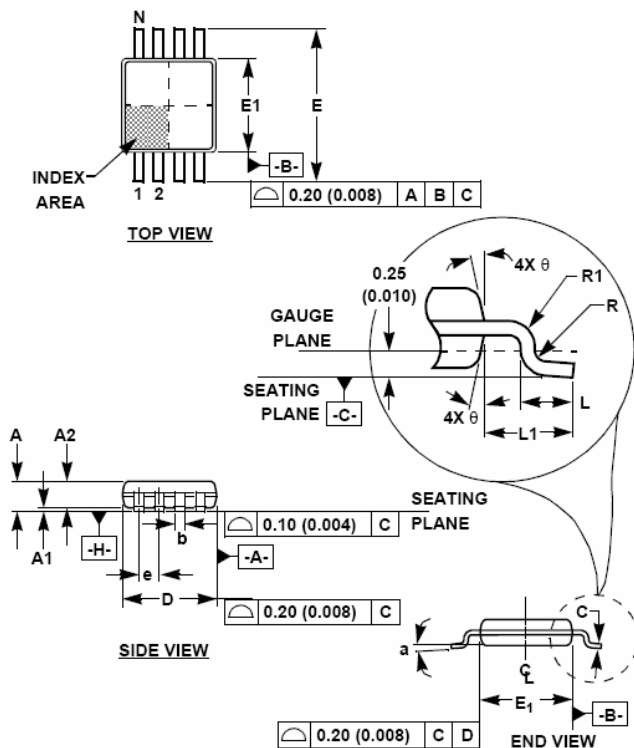 N
E1
E
-B-
INDEX
AREA
1 2
0.20 (0.008) A B C
TOP VIEW
0.25
(0.010)
4X θ
R1
R
GAUGE
PLANE
SEATING
PLANE
-C-
4X θ
L
L1
A A2
SEATING
PLANE
A1
-H-
b
0.10 (0.004) C
-A-
e
D
0.20 (0.008) C
SIDE VIEW
C
a
CL
E1
-B-
0.20 (0.008) C D
END VIEW